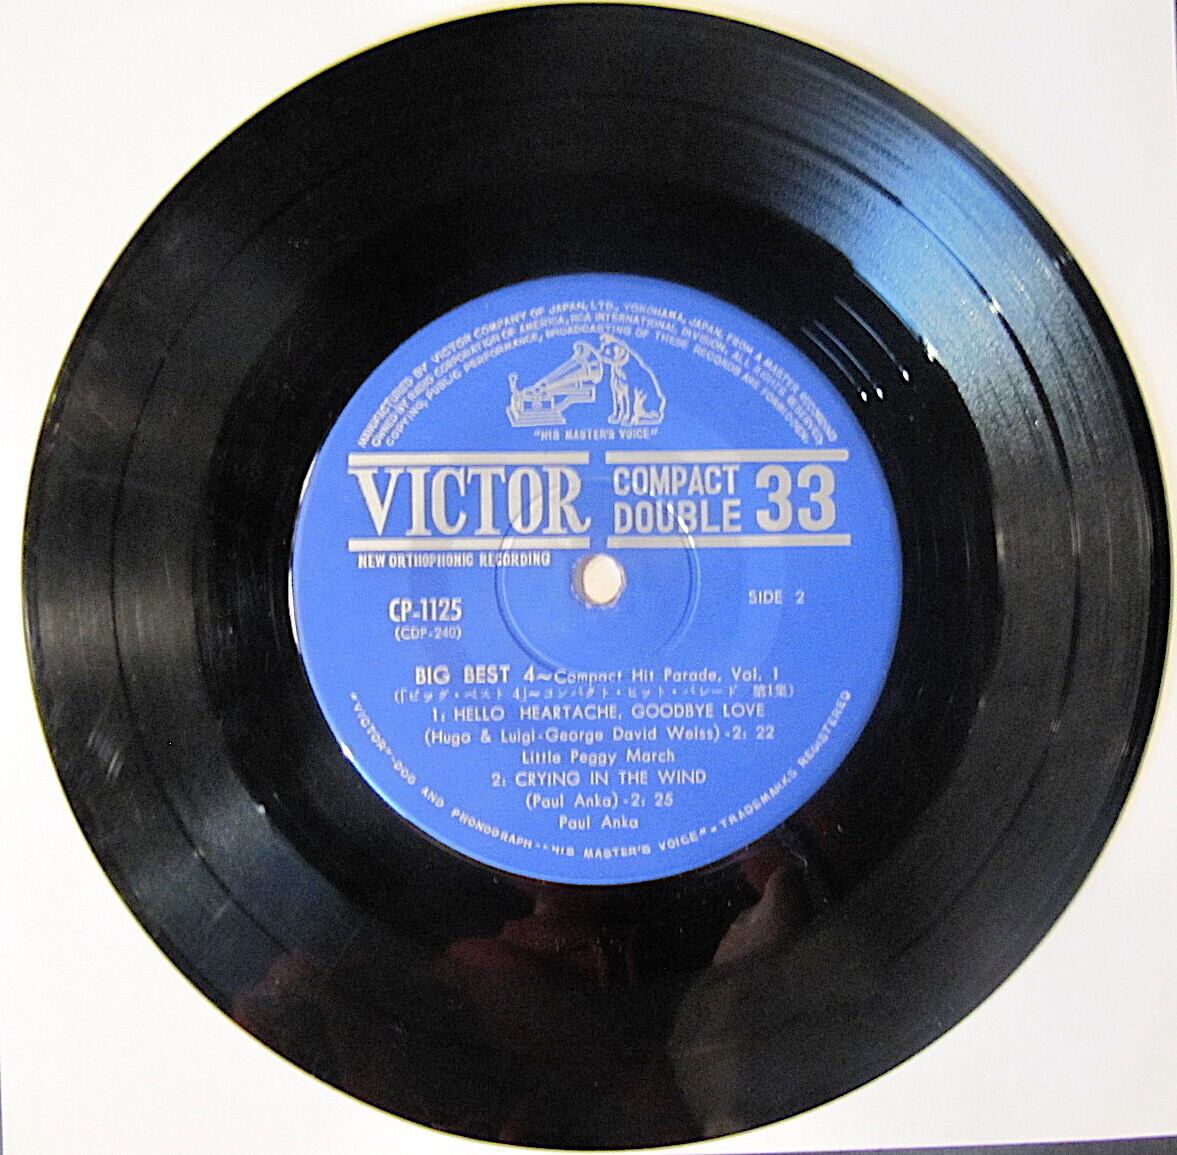 MANUFACTURED BY VICTOR COMPANY OF JAPAN, LTD., YOKOHAMA, JAPAN, FROM A MASTER RECORDING
OWNED BY RADIO CORPORATION OF AMERICA, RCA INTERNATIONAL DIVISION. ALL RIGHTS RESERVED.
COPYING, PUBLIC PERFORMANCE, BROADCASTING OF THESE RECORDS ARE FORBIDDEN.
"HIS MASTER'S VOICE"
VICTOR COMPACT DOUBLE 33
NEW ORTHOPHONIC RECORDING
SIDE 2
CP-1125
(CDP-240)
BIG BEST 4~Compact Hit Parade, Vol. 1
(「ビッグ・ベスト 4」~コンパクト・ヒット・パレード 第1集)
1: HELLO HEARTACHE, GOODBYE LOVE
(Hugo & Luigi-George David Weiss)-2: 22
Little Peggy March
2: CRYING IN THE WIND
(Paul Anka)-2: 25
Paul Anka
"VICTOR"-DOG AND PHONOGRAPH-"HIS MASTER'S VOICE"-TRADEMARKS REGISTERED